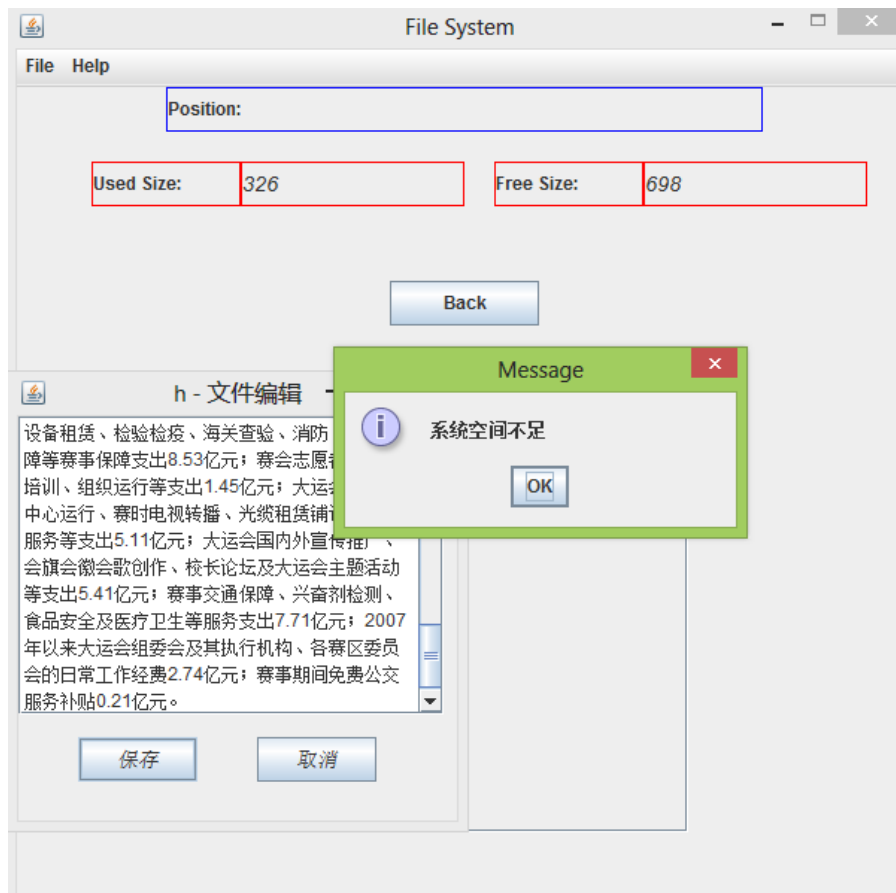 File System
File Help
Position:
Used Size: 326 Free Size: 698
Back
Message
系统空间不足
OK
h - 文件编辑
设备租赁、检验检疫、海关查验、消防
障等赛事保障支出8.53亿元；赛会志愿
培训、组织运行等支出1.45亿元；大运
中心运行、赛时电视转播、光缆租赁铺
服务等支出5.11亿元；大运会国内外宣传推广、
会旗会徽会歌创作、校长论坛及大运会主题活动
等支出5.41亿元；赛事交通保障、兴奋剂检测、
食品安全及医疗卫生等服务支出7.71亿元；2007
年以来大运会组委会及其执行机构、各赛区委员
会的日常工作经费2.74亿元；赛事期间免费公交
服务补贴0.21亿元。
保存 取消